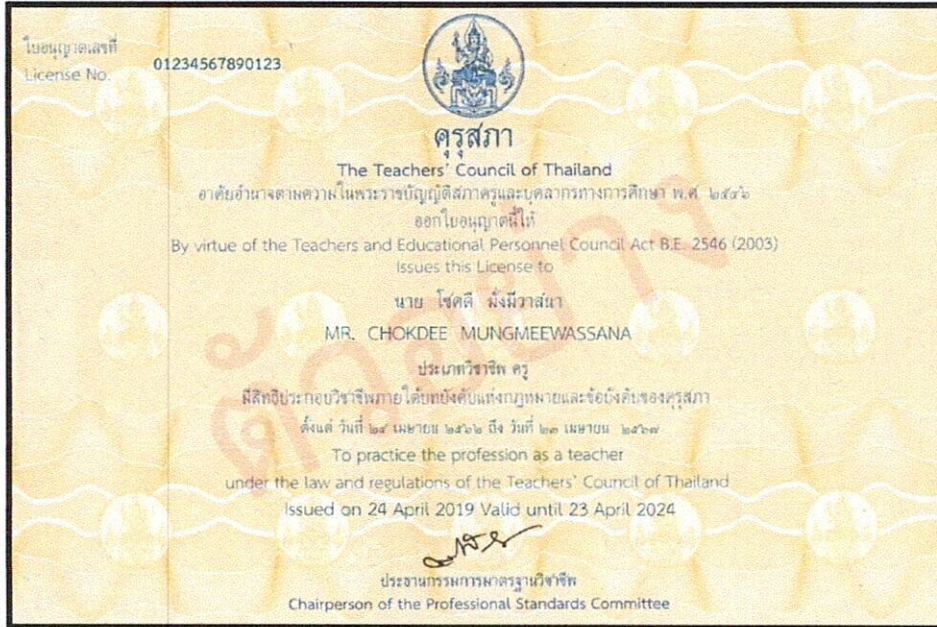 ใบอนุญาตเลขที่
License No. 01234567890123
คุรุสภา
The Teachers' Council of Thailand
อาศัยอำนาจตามความในพระราชบัญญัติสภาครูและบุคลากรทางการศึกษา พ.ศ. ๒๕๔๖
ออกใบอนุญาตนี้ให้
By virtue of the Teachers and Educational Personnel Council Act B.E. 2546 (2003)
Issues this License to
นาย โชคดี มั่งมีวาสนา
MR. CHOKDEE MUNGMEEWASSANA
ประเภทวิชาชีพ ครู
มีสิทธิประกอบวิชาชีพภายใต้บทบังคับแห่งกฎหมายและข้อบังคับของคุรุสภา
ตั้งแต่ วันที่ ๒๔ เมษายน ๒๕๖๒ ถึง วันที่ ๒๓ เมษายน ๒๕๖๗
To practice the profession as a teacher
under the law and regulations of the Teachers' Council of Thailand
Issued on 24 April 2019 Valid until 23 April 2024
ประธานกรรมการมาตรฐานวิชาชีพ
Chairperson of the Professional Standards Committee
ตัวอย่าง